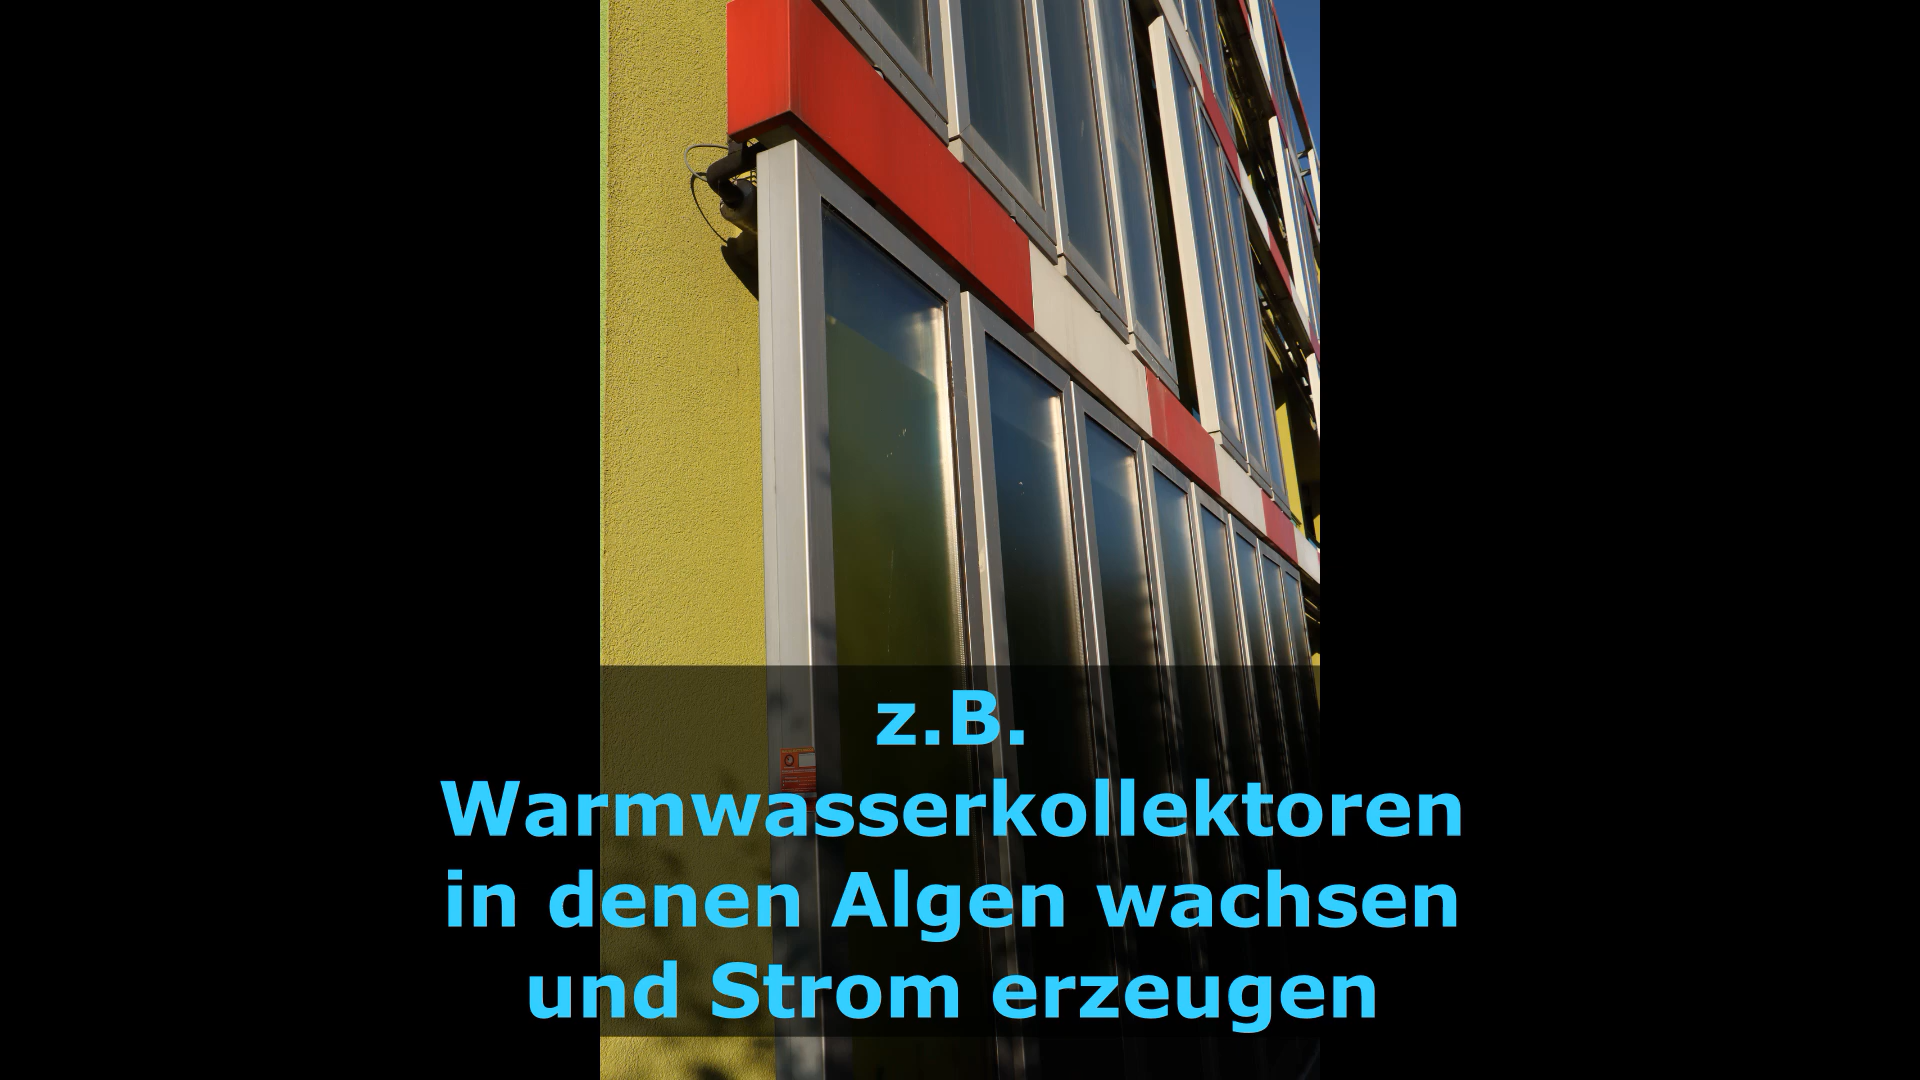 z.B.
Warmwasserkollektoren
in denen Algen wachsen
und Strom erzeugen